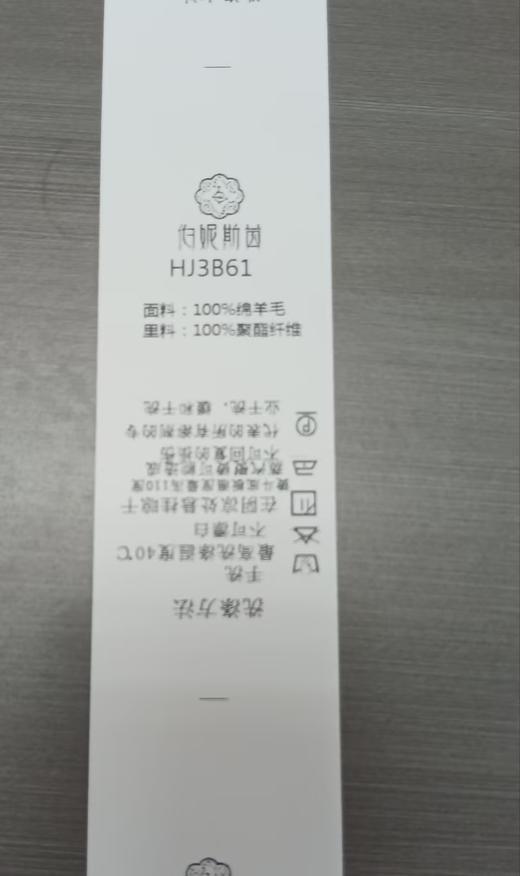 伯妮斯茵
HJ3B61
面料：100%绵羊毛
里料：100%聚酯纤维
洗涤方法
手洗
最高洗涤温度40℃
不可漂白
在阴凉处悬挂晾干
熨斗底板最高温度110度
蒸汽熨烫可能造成
不可回复的损伤
代表的所有溶剂的专
业干洗，缓和干洗